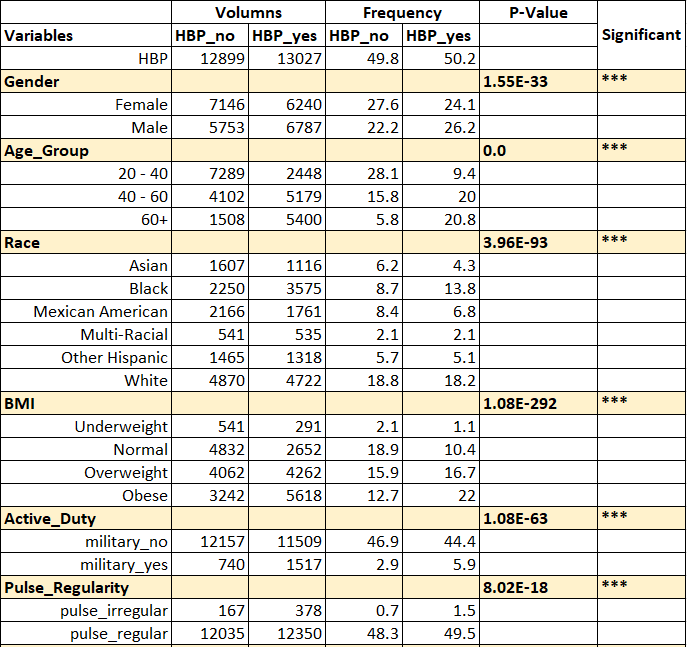 Volumns Frequency P-Value Significant
Variables HBP_no HBP_yes HBP_no HBP_yes
HBP 12899 13027 49.8 50.2
Gender 1.55E-33 ***
Female 7146 6240 27.6 24.1
Male 5753 6787 22.2 26.2
Age_Group 0.0 ***
20 - 40 7289 2448 28.1 9.4
40 - 60 4102 5179 15.8 20
60+ 1508 5400 5.8 20.8
Race 3.96E-93 ***
Asian 1607 1116 6.2 4.3
Black 2250 3575 8.7 13.8
Mexican American 2166 1761 8.4 6.8
Multi-Racial 541 535 2.1 2.1
Other Hispanic 1465 1318 5.7 5.1
White 4870 4722 18.8 18.2
BMI 1.08E-292 ***
Underweight 541 291 2.1 1.1
Normal 4832 2652 18.9 10.4
Overweight 4062 4262 15.9 16.7
Obese 3242 5618 12.7 22
Active_Duty 1.08E-63 ***
military_no 12157 11509 46.9 44.4
military_yes 740 1517 2.9 5.9
Pulse_Regularity 8.02E-18 ***
pulse_irregular 167 378 0.7 1.5
pulse_regular 12035 12350 48.3 49.5